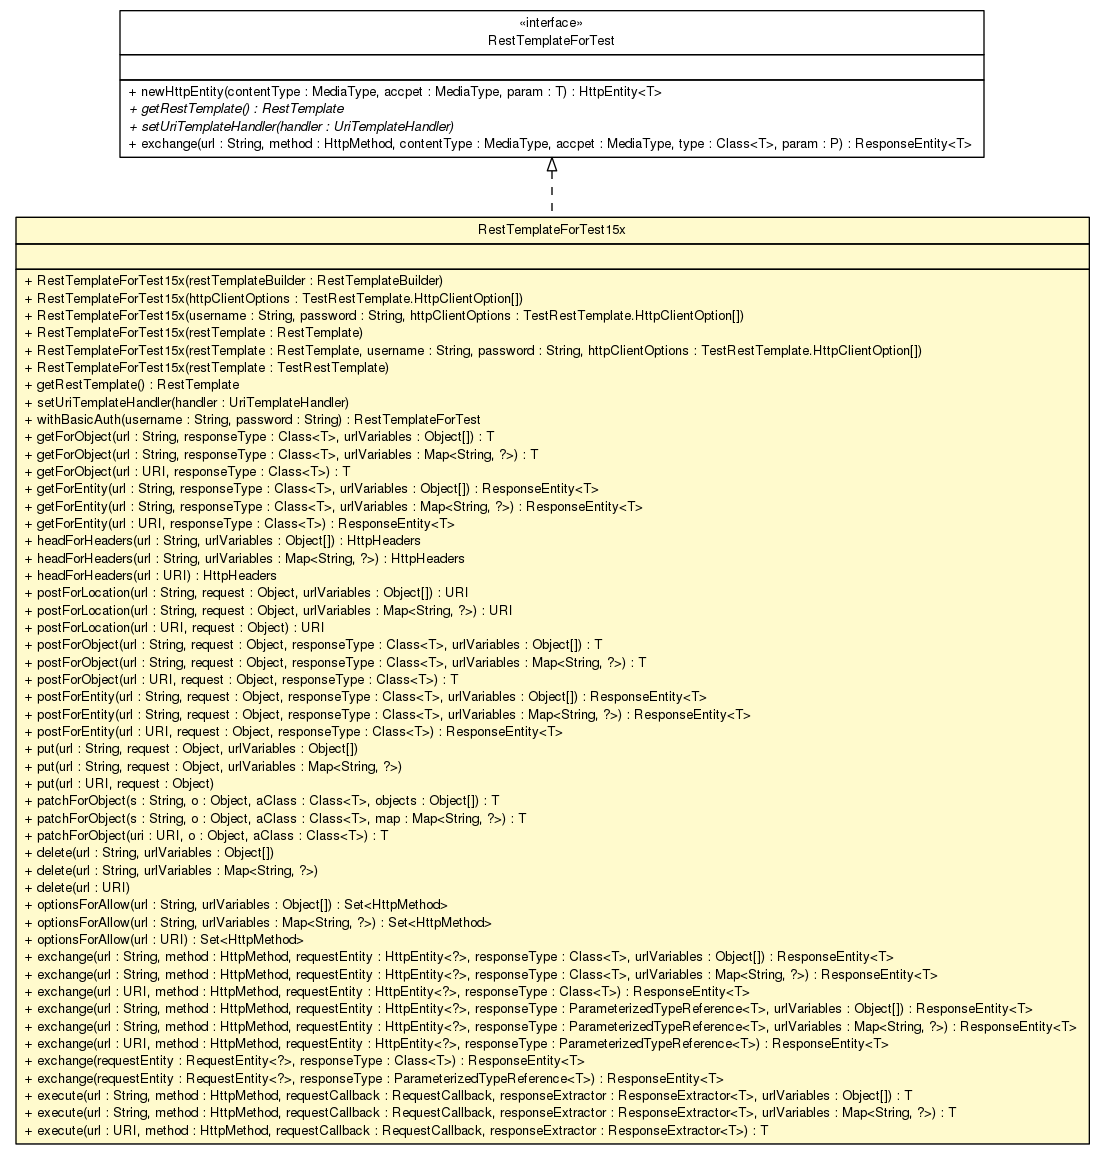 «interface»
RestTemplateForTest
+ newHttpEntity(contentType : MediaType, accpet : MediaType, param : T) : HttpEntity<T>
+ getRestTemplate() : RestTemplate
+ setUriTemplateHandler(handler : UriTemplateHandler)
+ exchange(url : String, method : HttpMethod, contentType : MediaType, accpet : MediaType, type : Class<T>, param : P) : ResponseEntity<T>
RestTemplateForTest15x
+ RestTemplateForTest15x(restTemplateBuilder : RestTemplateBuilder)
+ RestTemplateForTest15x(httpClientOptions : TestRestTemplate.HttpClientOption[])
+ RestTemplateForTest15x(username : String, password : String, httpClientOptions : TestRestTemplate.HttpClientOption[])
+ RestTemplateForTest15x(restTemplate : RestTemplate)
+ RestTemplateForTest15x(restTemplate : RestTemplate, username : String, password : String, httpClientOptions : TestRestTemplate.HttpClientOption[])
+ RestTemplateForTest15x(restTemplate : TestRestTemplate)
+ getRestTemplate() : RestTemplate
+ setUriTemplateHandler(handler : UriTemplateHandler)
+ withBasicAuth(username : String, password : String) : RestTemplateForTest
+ getForObject(url : String, responseType : Class<T>, urlVariables : Object[]) : T
+ getForObject(url : String, responseType : Class<T>, urlVariables : Map<String, ?>) : T
+ getForObject(url : URI, responseType : Class<T>) : T
+ getForEntity(url : String, responseType : Class<T>, urlVariables : Object[]) : ResponseEntity<T>
+ getForEntity(url : String, responseType : Class<T>, urlVariables : Map<String, ?>) : ResponseEntity<T>
+ getForEntity(url : URI, responseType : Class<T>) : ResponseEntity<T>
+ headForHeaders(url : String, urlVariables : Object[]) : HttpHeaders
+ headForHeaders(url : String, urlVariables : Map<String, ?>) : HttpHeaders
+ headForHeaders(url : URI) : HttpHeaders
+ postForLocation(url : String, request : Object, urlVariables : Object[]) : URI
+ postForLocation(url : String, request : Object, urlVariables : Map<String, ?>) : URI
+ postForLocation(url : URI, request : Object) : URI
+ postForObject(url : String, request : Object, responseType : Class<T>, urlVariables : Object[]) : T
+ postForObject(url : String, request : Object, responseType : Class<T>, urlVariables : Map<String, ?>) : T
+ postForObject(url : URI, request : Object, responseType : Class<T>) : T
+ postForEntity(url : String, request : Object, responseType : Class<T>, urlVariables : Object[]) : ResponseEntity<T>
+ postForEntity(url : String, request : Object, responseType : Class<T>, urlVariables : Map<String, ?>) : ResponseEntity<T>
+ postForEntity(url : URI, request : Object, responseType : Class<T>) : ResponseEntity<T>
+ put(url : String, request : Object, urlVariables : Object[])
+ put(url : String, request : Object, urlVariables : Map<String, ?>)
+ put(url : URI, request : Object)
+ patchForObject(s : String, o : Object, aClass : Class<T>, objects : Object[]) : T
+ patchForObject(s : String, o : Object, aClass : Class<T>, map : Map<String, ?>) : T
+ patchForObject(uri : URI, o : Object, aClass : Class<T>) : T
+ delete(url : String, urlVariables : Object[])
+ delete(url : String, urlVariables : Map<String, ?>)
+ delete(url : URI)
+ optionsForAllow(url : String, urlVariables : Object[]) : Set<HttpMethod>
+ optionsForAllow(url : String, urlVariables : Map<String, ?>) : Set<HttpMethod>
+ optionsForAllow(url : URI) : Set<HttpMethod>
+ exchange(url : String, method : HttpMethod, requestEntity : HttpEntity<?>, responseType : Class<T>, urlVariables : Object[]) : ResponseEntity<T>
+ exchange(url : String, method : HttpMethod, requestEntity : HttpEntity<?>, responseType : Class<T>, urlVariables : Map<String, ?>) : ResponseEntity<T>
+ exchange(url : URI, method : HttpMethod, requestEntity : HttpEntity<?>, responseType : Class<T>) : ResponseEntity<T>
+ exchange(url : String, method : HttpMethod, requestEntity : HttpEntity<?>, responseType : ParameterizedTypeReference<T>, urlVariables : Object[]) : ResponseEntity<T>
+ exchange(url : String, method : HttpMethod, requestEntity : HttpEntity<?>, responseType : ParameterizedTypeReference<T>, urlVariables : Map<String, ?>) : ResponseEntity<T>
+ exchange(url : URI, method : HttpMethod, requestEntity : HttpEntity<?>, responseType : ParameterizedTypeReference<T>) : ResponseEntity<T>
+ exchange(requestEntity : RequestEntity<?>, responseType : Class<T>) : ResponseEntity<T>
+ exchange(requestEntity : RequestEntity<?>, responseType : ParameterizedTypeReference<T>) : ResponseEntity<T>
+ execute(url : String, method : HttpMethod, requestCallback : RequestCallback, responseExtractor : ResponseExtractor<T>, urlVariables : Object[]) : T
+ execute(url : String, method : HttpMethod, requestCallback : RequestCallback, responseExtractor : ResponseExtractor<T>, urlVariables : Map<String, ?>) : T
+ execute(url : URI, method : HttpMethod, requestCallback : RequestCallback, responseExtractor : ResponseExtractor<T>) : T